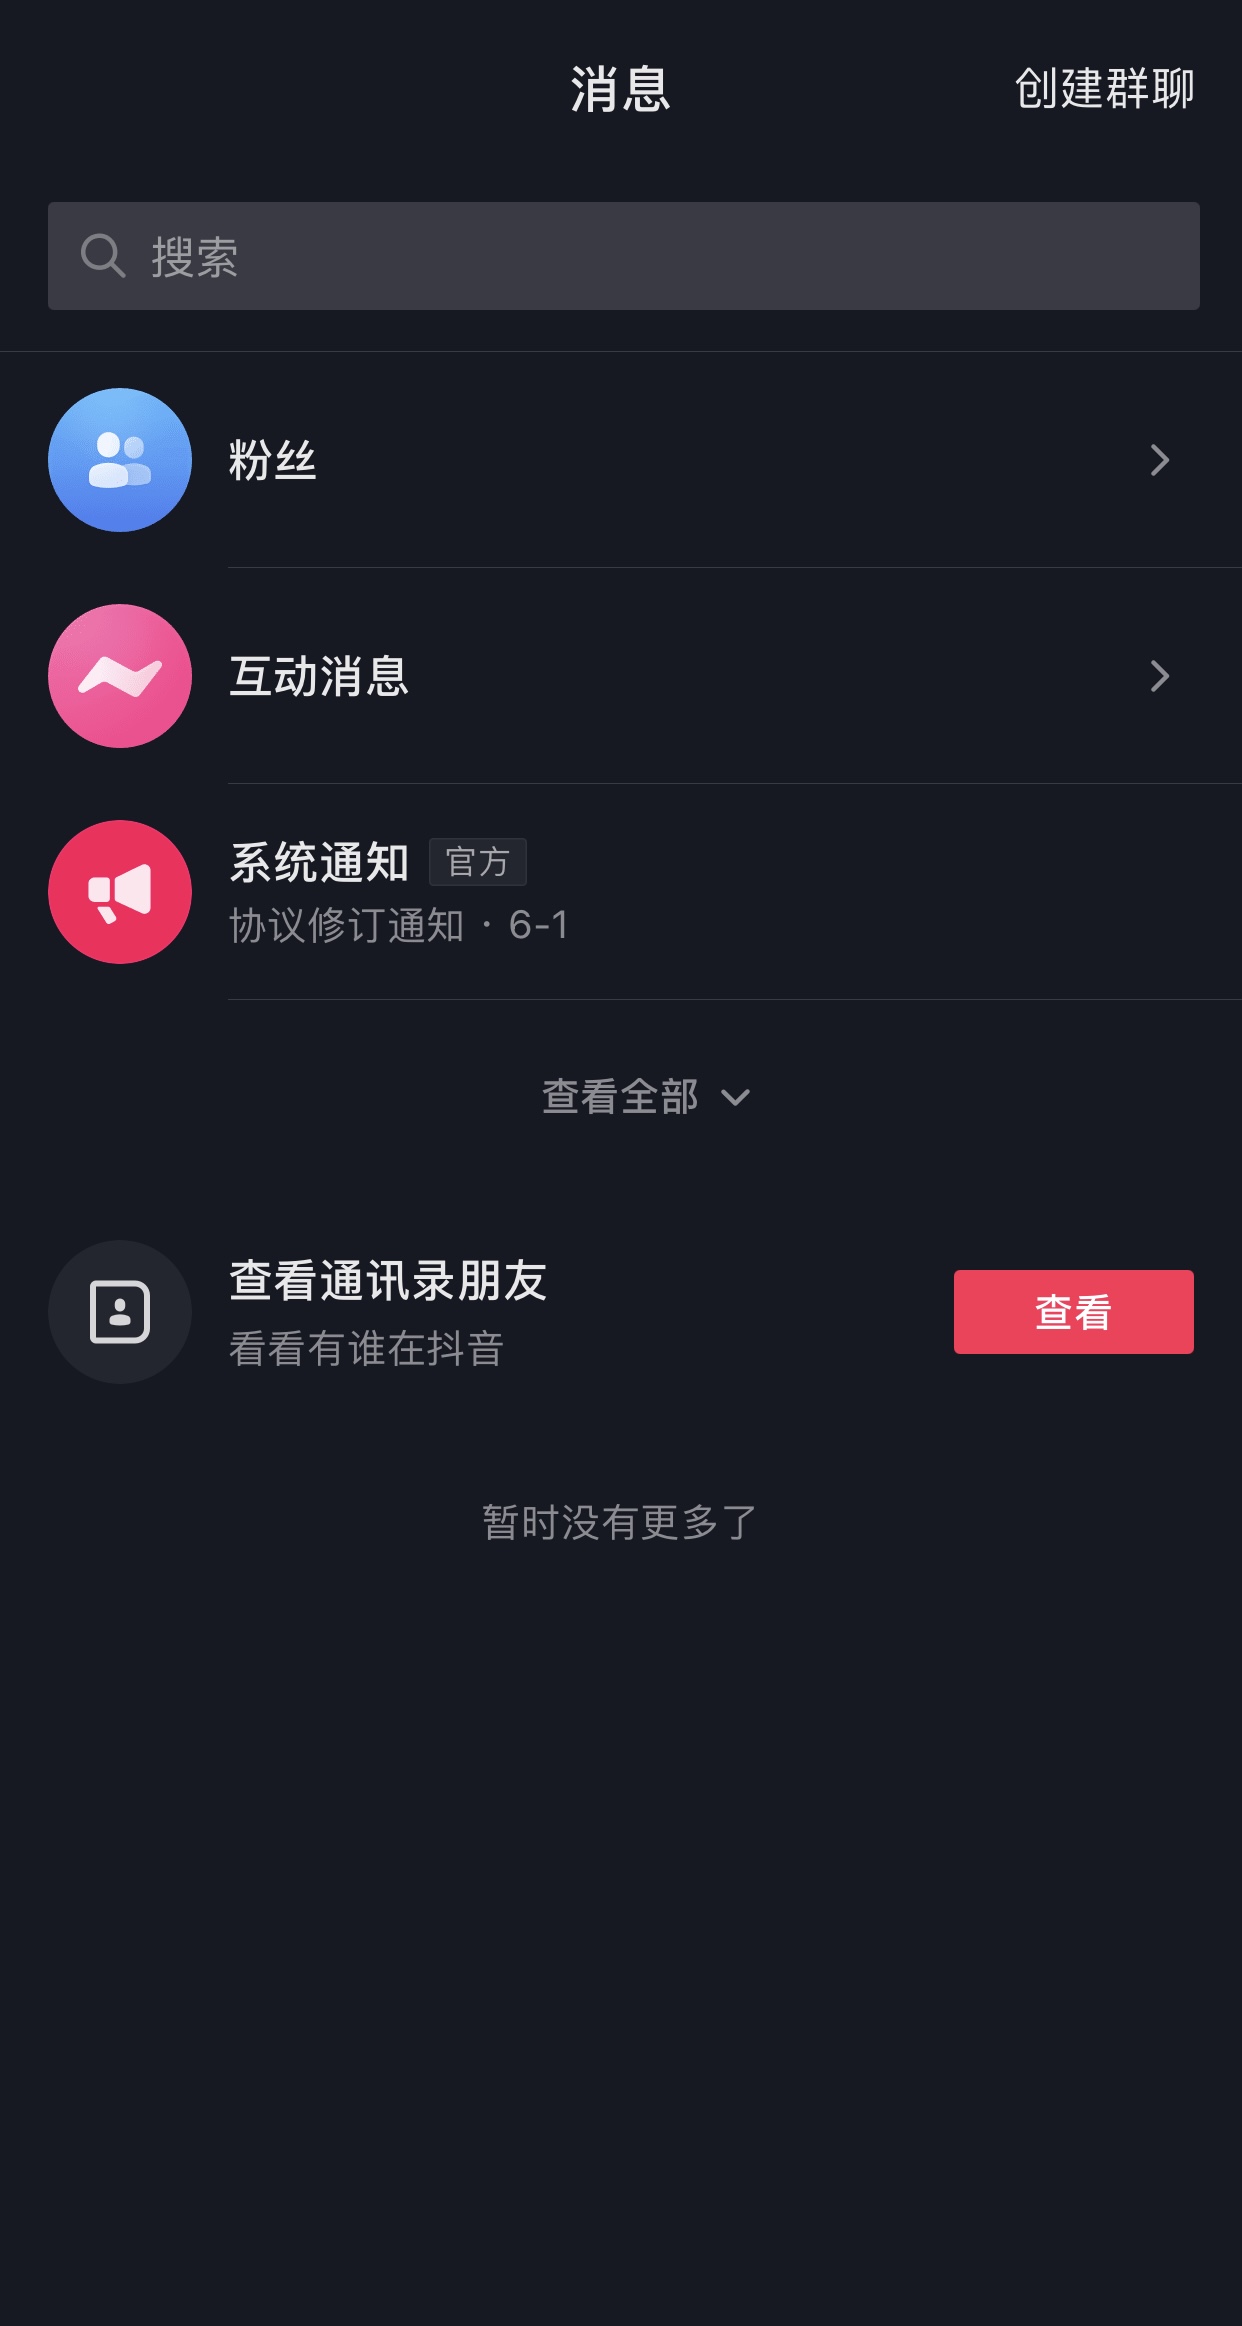 消息
创建群聊
搜索
粉丝
互动消息
系统通知 官方
协议修订通知 · 6-1
查看全部
查看通讯录朋友
看看有谁在抖音
查看
暂时没有更多了